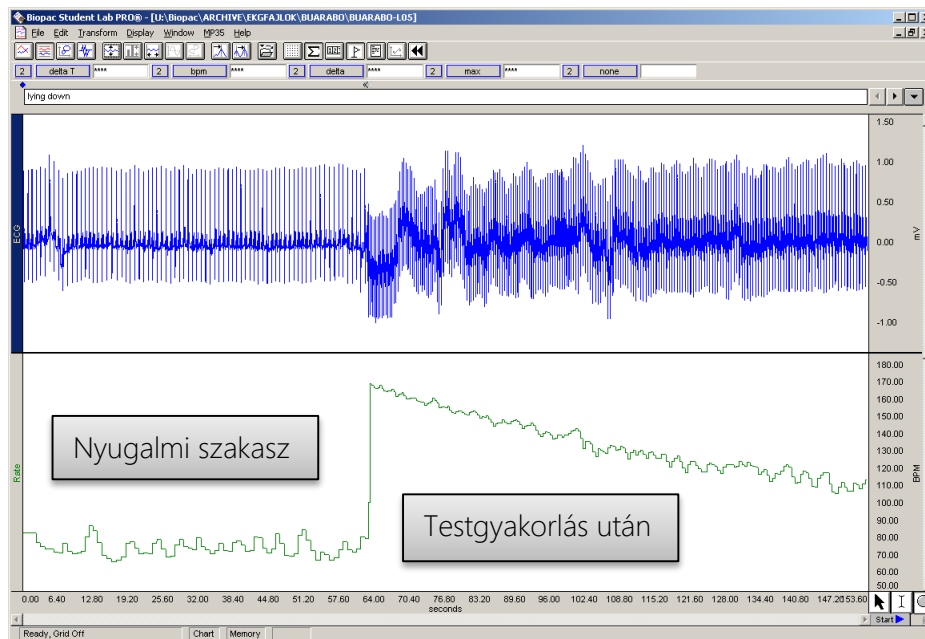 Biopac Student Lab PRO® - [U:\Biopac\ARCHIVE\EKGFAJLOK\BUARABO\BUARABO-L05]
File Edit Transform Display Window MP35 Help
2 delta T **** 2 bpm **** 2 delta **** 2 max **** 2 none
lying down
1.50
1.00
0.50
0.00
-0.50
-1.00
ECG
mV
180.00
170.00
160.00
150.00
140.00
130.00
120.00
110.00
100.00
90.00
80.00
70.00
60.00
50.00
Rate
BPM
Nyugalmi szakasz
Testgyakorlás után
0.00 6.40 12.80 19.20 25.60 32.00 38.40 44.80 51.20 57.60 64.00 70.40 76.80 83.20 89.60 96.00 102.40 108.80 115.20 121.60 128.00 134.40 140.80 147.20 153.60
seconds
Start
Ready, Grid Off Chart Memory